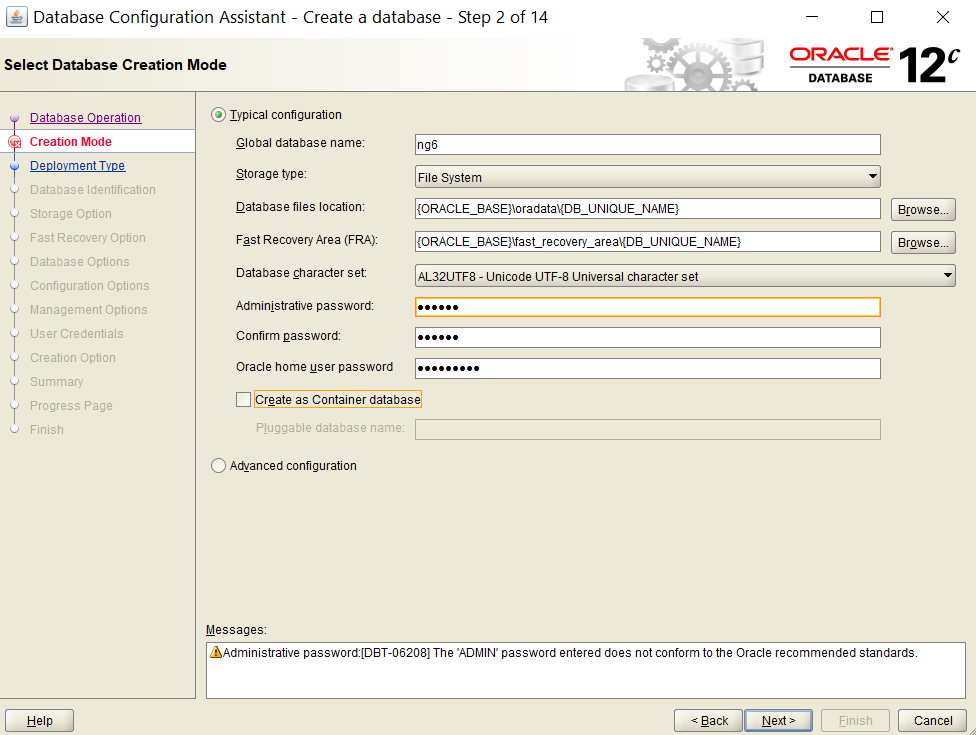 Database Configuration Assistant - Create a database - Step 2 of 14
Select Database Creation Mode
ORACLE®
DATABASE
12c
Database Operation
Creation Mode
Deployment Type
Database Identification
Storage Option
Fast Recovery Option
Database Options
Configuration Options
Management Options
User Credentials
Creation Option
Summary
Progress Page
Finish
Typical configuration
Global database name: ng6
Storage type: File System
Database files location: {ORACLE_BASE}\oradata\{DB_UNIQUE_NAME} Browse...
Fast Recovery Area (FRA): {ORACLE_BASE}\fast_recovery_area\{DB_UNIQUE_NAME} Browse...
Database character set: AL32UTF8 - Unicode UTF-8 Universal character set
Administrative password: ••••••
Confirm password: ••••••
Oracle home user password •••••••••
Create as Container database
Pluggable database name:
Advanced configuration
Messages:
Administrative password:[DBT-06208] The 'ADMIN' password entered does not conform to the Oracle recommended standards.
Help < Back Next > Finish Cancel